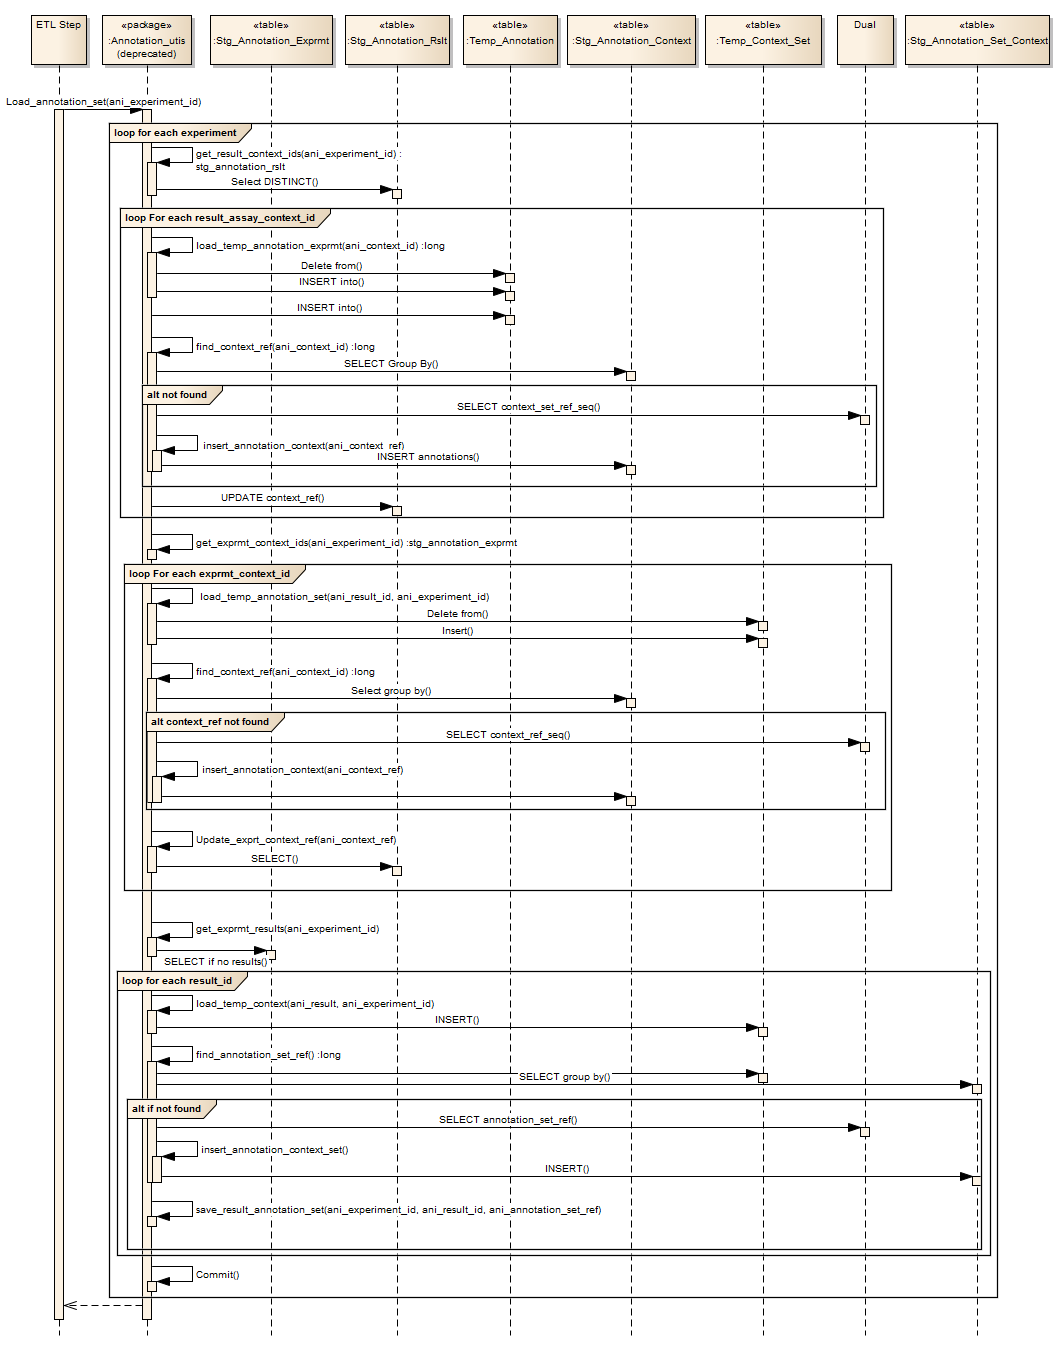 ETL Step
«package»
:Annotation_utis
(deprecated)
«table»
:Stg_Annotation_Exprmt
«table»
:Stg_Annotation_Rslt
«table»
:Temp_Annotation
«table»
:Stg_Annotation_Context
«table»
:Temp_Context_Set
Dual
«table»
:Stg_Annotation_Set_Context
Load_annotation_set(ani_experiment_id)
loop for each experiment
get_result_context_ids(ani_experiment_id) :
stg_annotation_rslt
Select DISTINCT()
loop For each result_assay_context_id
load_temp_annotation_exprmt(ani_context_id) :long
Delete from()
INSERT into()
INSERT into()
find_context_ref(ani_context_id) :long
SELECT Group By()
alt not found
SELECT context_set_ref_seq()
insert_annotation_context(ani_context_ref)
INSERT annotations()
UPDATE context_ref()
get_exprmt_context_ids(ani_experiment_id) :stg_annotation_exprmt
loop For each exprmt_context_id
load_temp_annotation_set(ani_result_id, ani_experiment_id)
Delete from()
Insert()
find_context_ref(ani_context_id) :long
Select group by()
alt context_ref not found
SELECT context_ref_seq()
insert_annotation_context(ani_context_ref)
Update_exprt_context_ref(ani_context_ref)
SELECT()
get_exprmt_results(ani_experiment_id)
SELECT if no results()
loop for each result_id
load_temp_context(ani_result, ani_experiment_id)
INSERT()
find_annotation_set_ref() :long
SELECT group by()
alt if not found
SELECT annotation_set_ref()
insert_annotation_context_set()
INSERT()
save_result_annotation_set(ani_experiment_id, ani_result_id, ani_annotation_set_ref)
Commit()